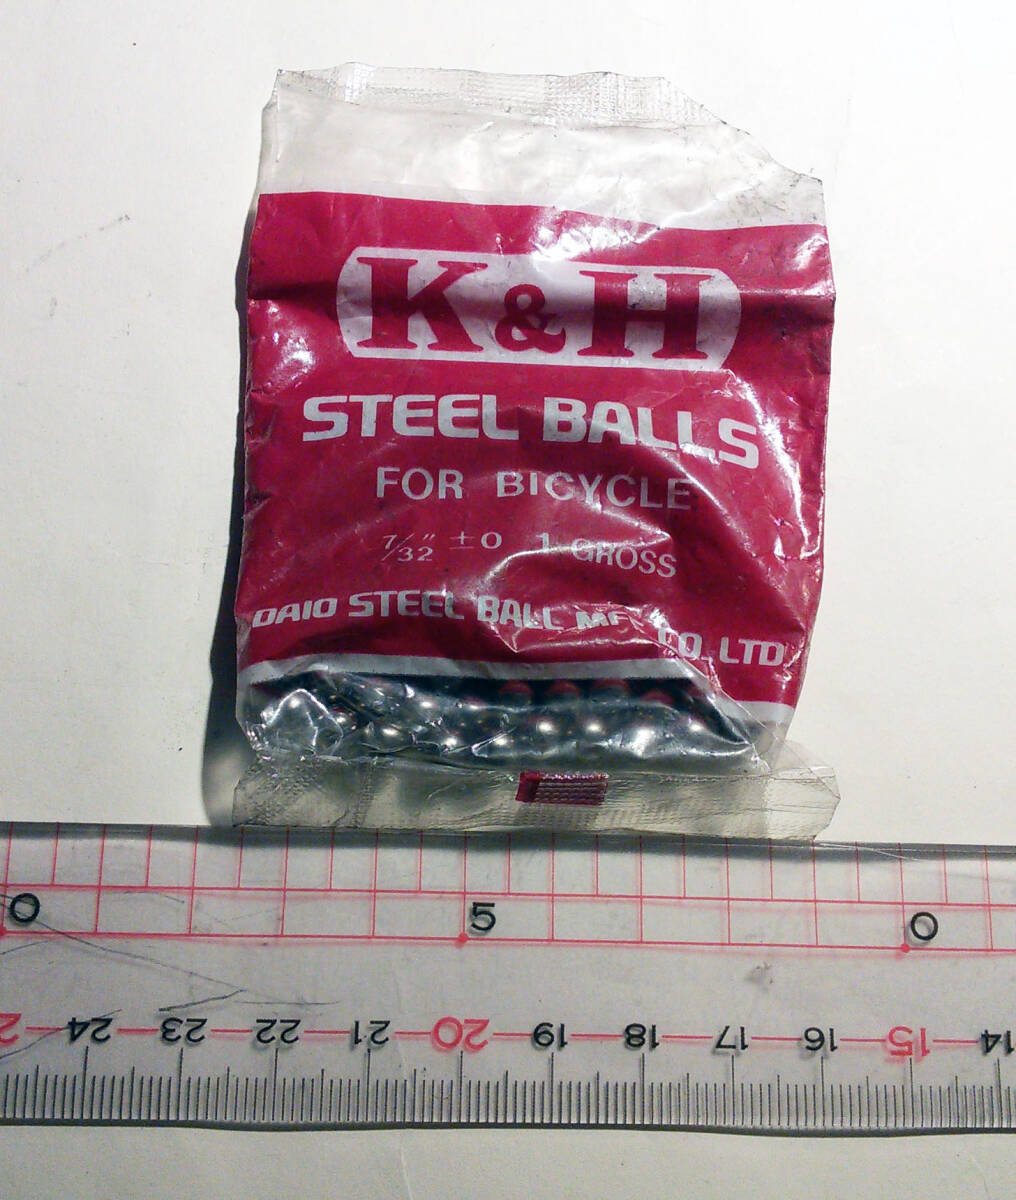 K & H
STEEL BALLS
FOR BICYCLE
7/32" ±0 1 GROSS
DAIO STEEL BALL MFG CO., LTD.
0 5 0
24 23 22 21 20 19 18 17 16 15 14